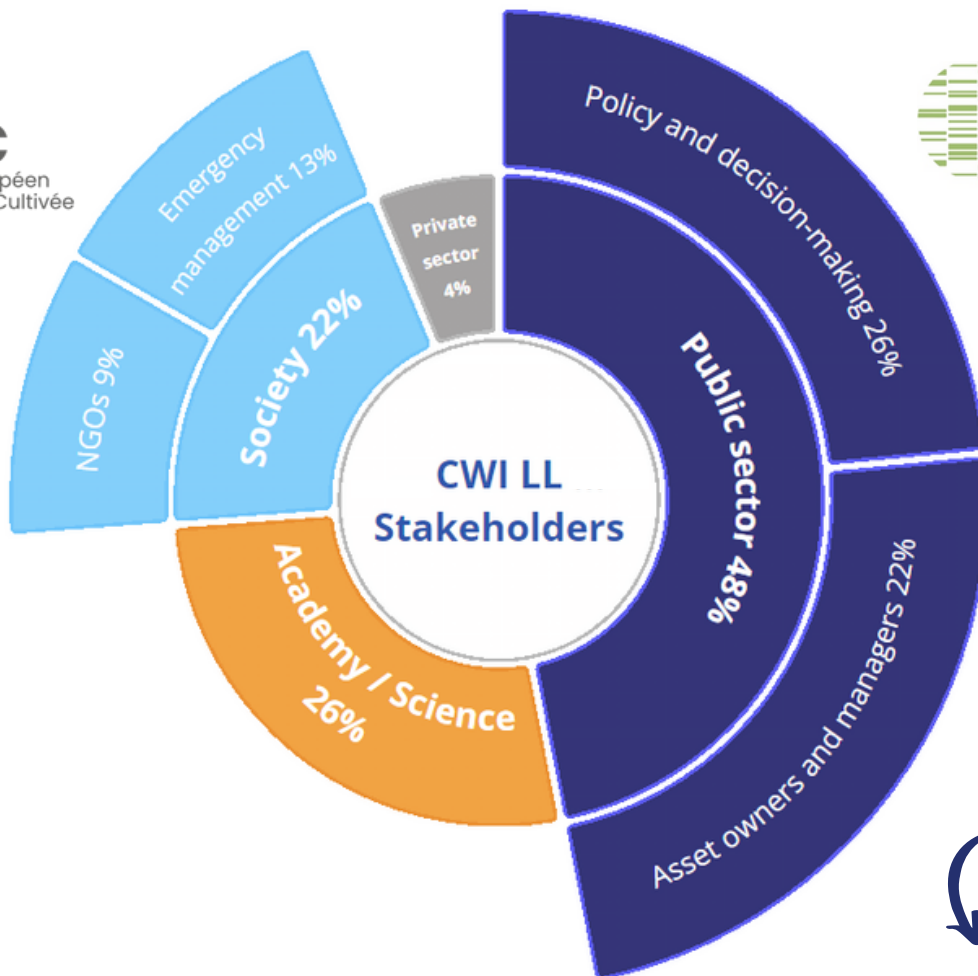 péen
Cultivée
Policy and decision-making 26%
Emergency
management 13%
Private
sector
4%
NGOs 9%
Society 22%
Public sector 48%
CWI LL
Stakeholders
Academy / Science
26%
Asset owners and managers 22%